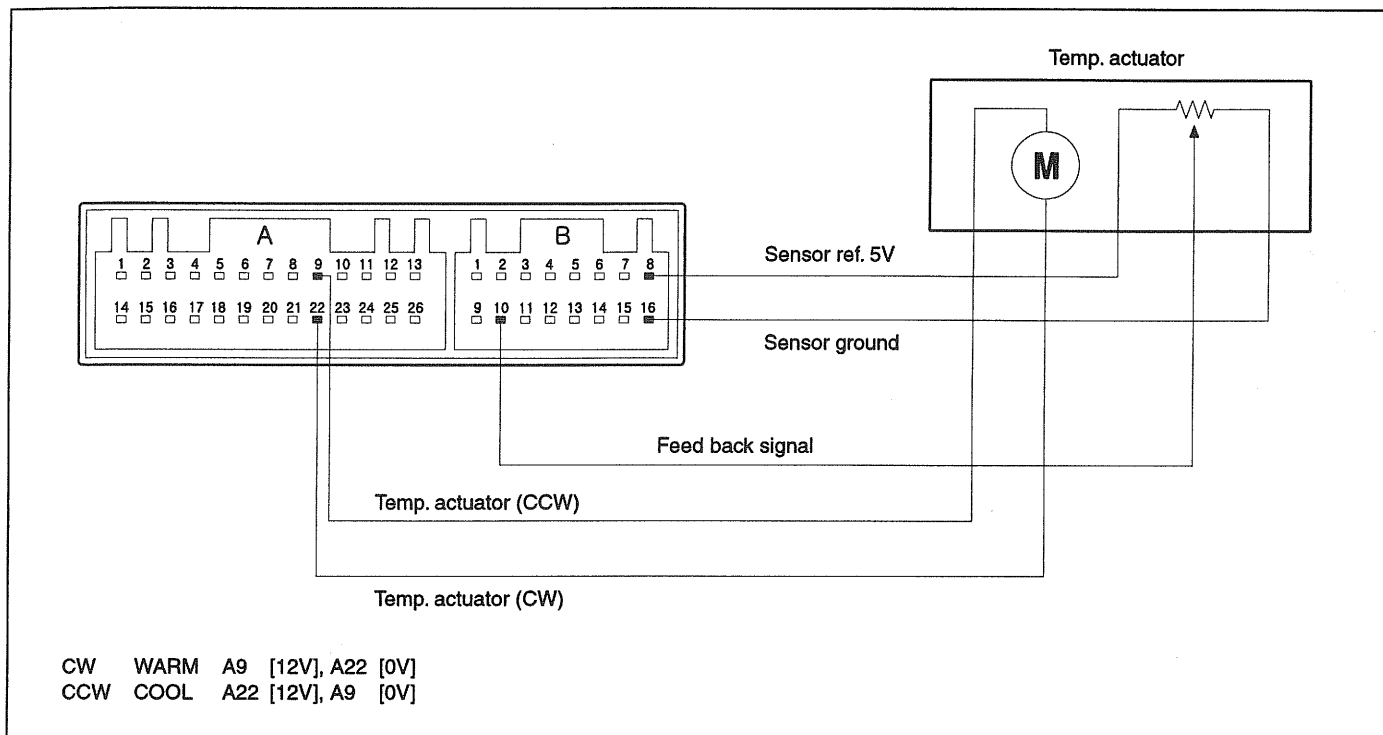 Temp. actuator
M
A
B
1 2 3 4 5 6 7 8 9 10 11 12 13
1 2 3 4 5 6 7 8
Sensor ref. 5V
14 15 16 17 18 19 20 21 22 23 24 25 26
9 10 11 12 13 14 15 16
Sensor ground
Feed back signal
Temp. actuator (CCW)
Temp. actuator (CW)
CW WARM A9 [12V], A22 [0V]
CCW COOL A22 [12V], A9 [0V]